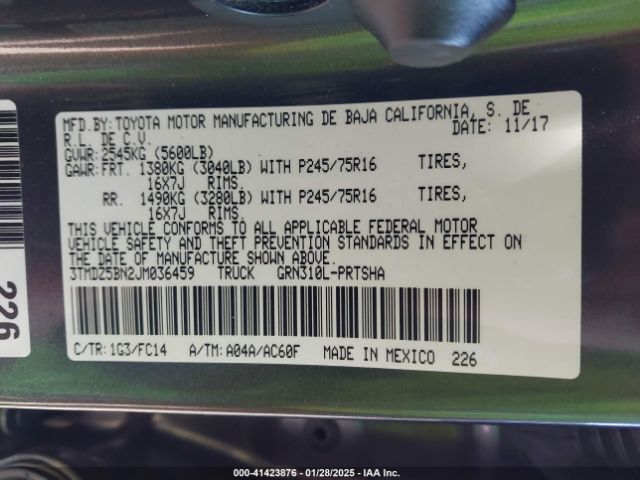 MFD.BY:TOYOTA MOTOR MANUFACTURING DE BAJA CALIFORNIA, S. DE
R.L. DE C.V. DATE: 11/17
GVWR:2545KG (5600LB)
GAWR:FRT. 1380KG (3040LB) WITH P245/75R16 TIRES,
16X7J RIMS.
RR. 1490KG (3280LB) WITH P245/75R16 TIRES,
16X7J RIMS.
THIS VEHICLE CONFORMS TO ALL APPLICABLE FEDERAL MOTOR
VEHICLE SAFETY AND THEFT PREVENTION STANDARDS IN EFFECT ON
THE DATE OF MANUFACTURE SHOWN ABOVE.
3TMDZ5BN2JM036459 TRUCK GRN310L-PRTSHA
C/TR:1G3/FC14 A/TM:A04A/AC60F MADE IN MEXICO 226
226
000-41423876 | 01/28/2025 - IAA, Inc.